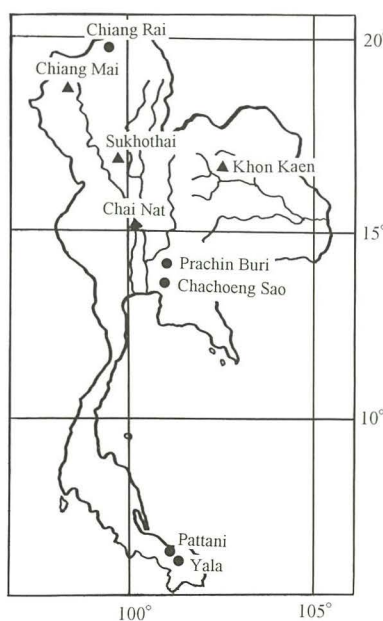 Chiang Rai
20°
Chiang Mai
Sukhothai
Khon Kaen
Chai Nat
15°
Prachin Buri
Chachoeng Sao
10°
Pattani
Yala
100°
105°